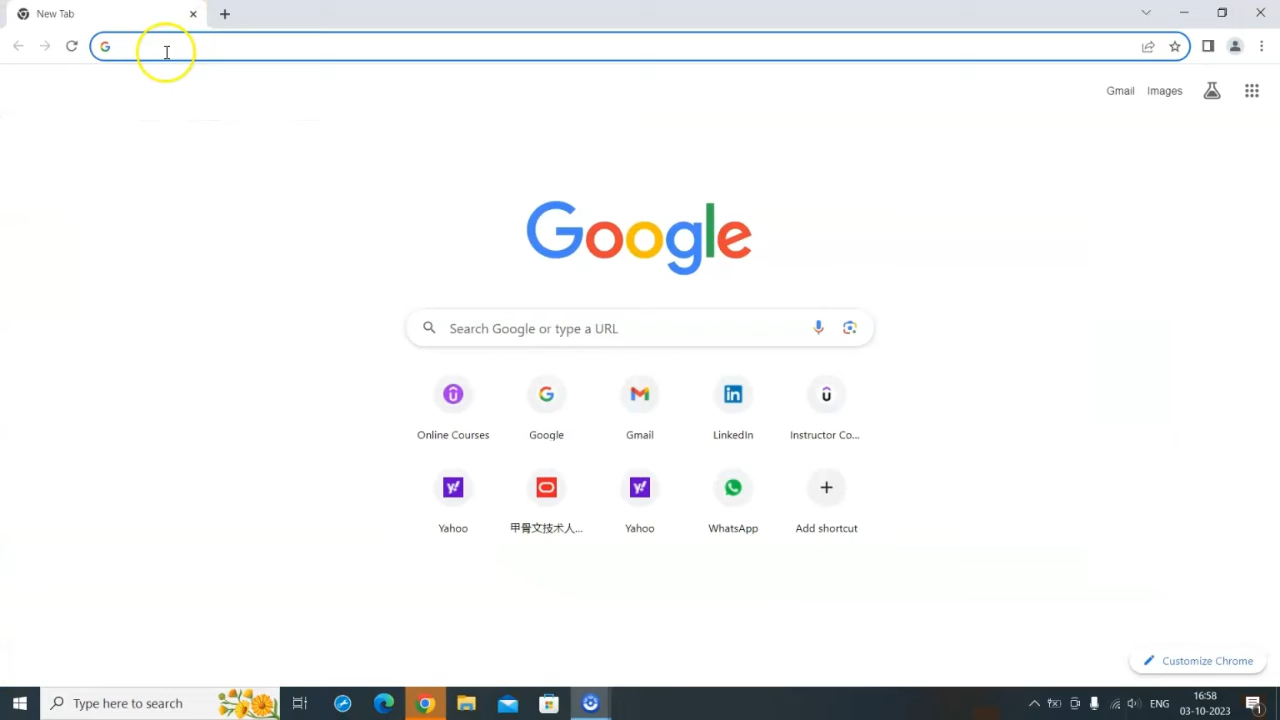 New Tab
Gmail Images
Google
Search Google or type a URL
Online Courses
Google
Gmail
LinkedIn
Instructor Co...
Yahoo
甲骨文技术人...
Yahoo
WhatsApp
Add shortcut
Customize Chrome
Type here to search
ENG
16:58
03-10-2023
1